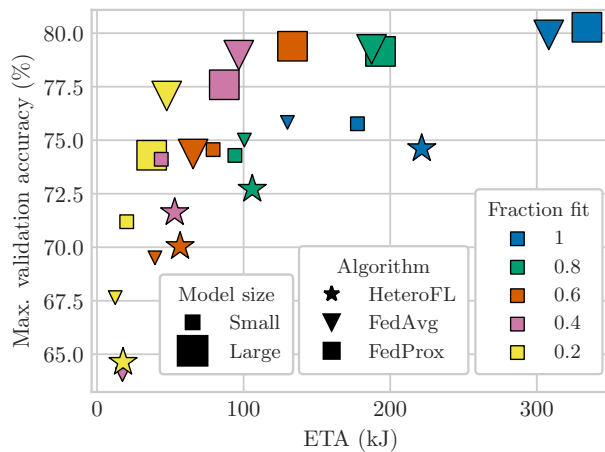 Max. validation accuracy (%)
80.0
77.5
75.0
72.5
70.0
67.5
65.0
0
100
200
300
ETA (kJ)
Model size
Small
Large
Algorithm
HeteroFL
FedAvg
FedProx
Fraction fit
1
0.8
0.6
0.4
0.2